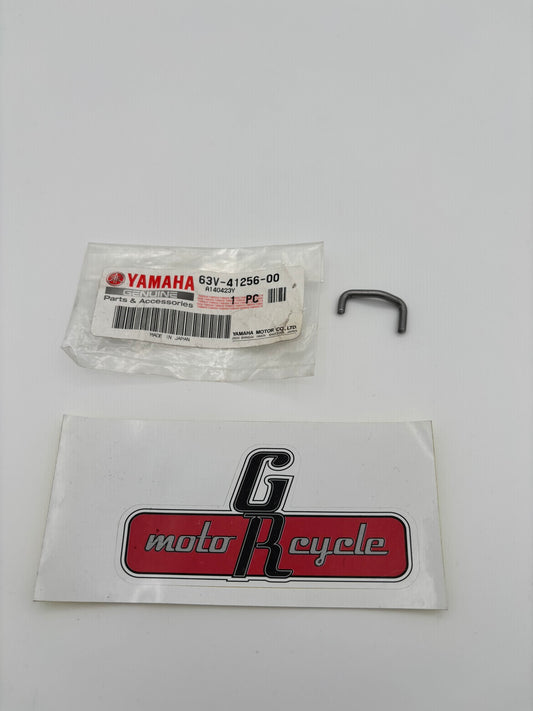 YAMAHA
GENUINE
Parts & Accessories
63V-41256-00
A140423Y
1 PC
MADE IN JAPAN
YAMAHA MOTOR CO., LTD.
GR
moto cycle